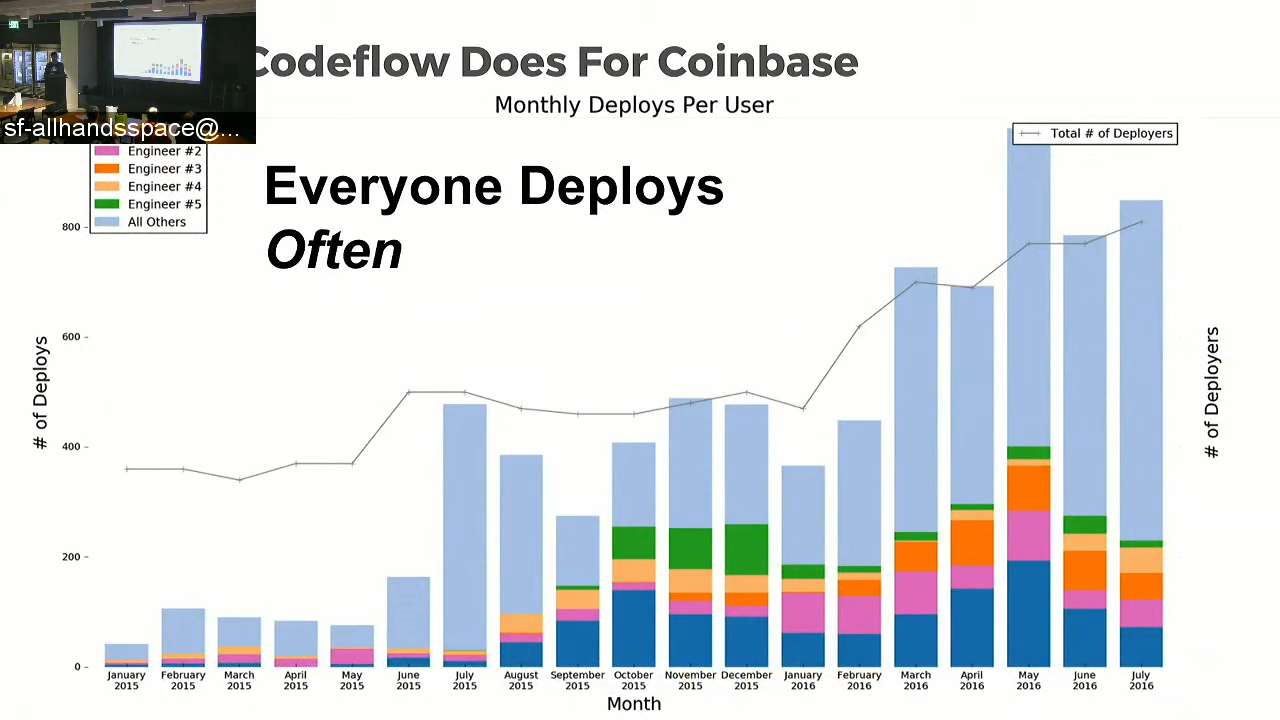 Codeflow Does For Coinbase
sf-allhandsspace@...
Monthly Deploys Per User
Total # of Deployers
Engineer #2
Engineer #3
Engineer #4
Engineer #5
All Others
Everyone Deploys
Often
# of Deploys
800
600
400
200
0
# of Deployers
January 2015
February 2015
March 2015
April 2015
May 2015
June 2015
July 2015
August 2015
September 2015
October 2015
November 2015
December 2015
January 2016
February 2016
March 2016
April 2016
May 2016
June 2016
July 2016
Month